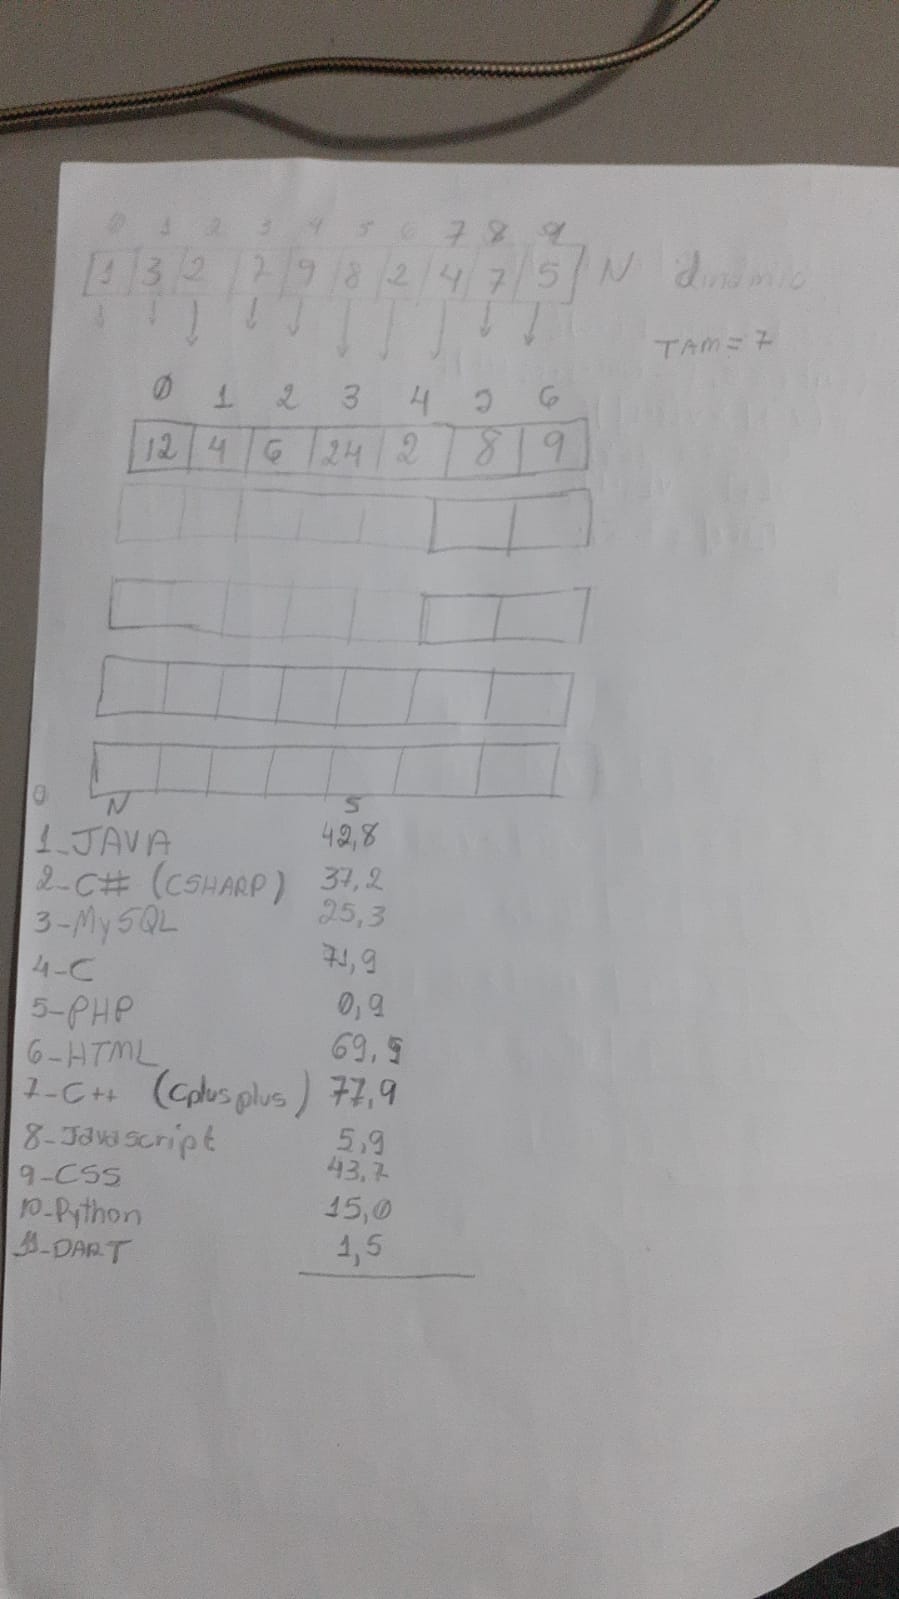 0 1 2 3 4 5 6 7 8 9
1 3 2 7 9 8 2 4 7 5 N dinamic
TAM = 7
0 1 2 3 4 5 6
12 4 6 24 2 8 9
0 N S
1-JAVA 42,8
2-C# (CSHARP) 37,2
3-MySQL 25,3
4-C 71,9
5-PHP 0,9
6-HTML 69,5
7-C++ (Cplusplus) 77,9
8-Javascript 5,9
9-CSS 43,7
10-Python 15,0
11-DART 1,5